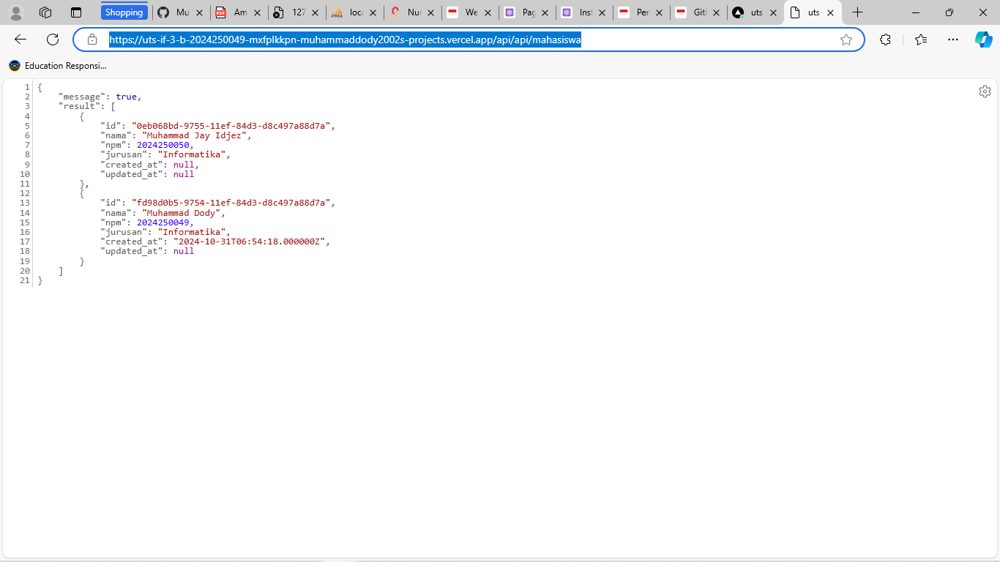 Shopping
Mu
Am
127
loca
Nur
We
Pag
Inst
Per
Gitl
uts
uts
https://uts-if-3-b-2024250049-mxfplkkpn-muhammaddody2002s-projects.vercel.app/api/api/mahasiswa
Education Responsi...
1 {
2 "message": true,
3 "result": [
4 {
5 "id": "0eb068bd-9755-11ef-84d3-d8c497a88d7a",
6 "nama": "Muhammad Jay Idjez",
7 "npm": 2024250050,
8 "jurusan": "Informatika",
9 "created_at": null,
10 "updated_at": null
11 },
12 {
13 "id": "fd98d0b5-9754-11ef-84d3-d8c497a88d7a",
14 "nama": "Muhammad Dody",
15 "npm": 2024250049,
16 "jurusan": "Informatika",
17 "created_at": "2024-10-31T06:54:18.000000Z",
18 "updated_at": null
19 }
20 ]
21 }